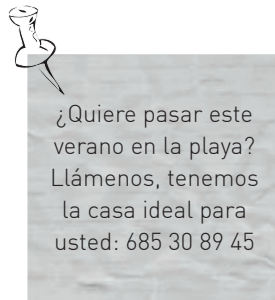 ¿Quiere pasar este
verano en la playa?
Llámenos, tenemos
la casa ideal para
usted: 685 30 89 45